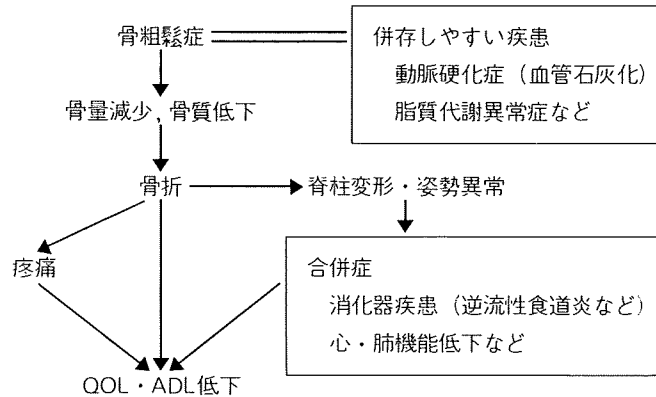 骨粗鬆症
併存しやすい疾患
動脈硬化症（血管石灰化）
脂質代謝異常症など
骨量減少、骨質低下
骨折
脊柱変形・姿勢異常
疼痛
合併症
消化器疾患（逆流性食道炎など）
心・肺機能低下など
QOL・ADL低下